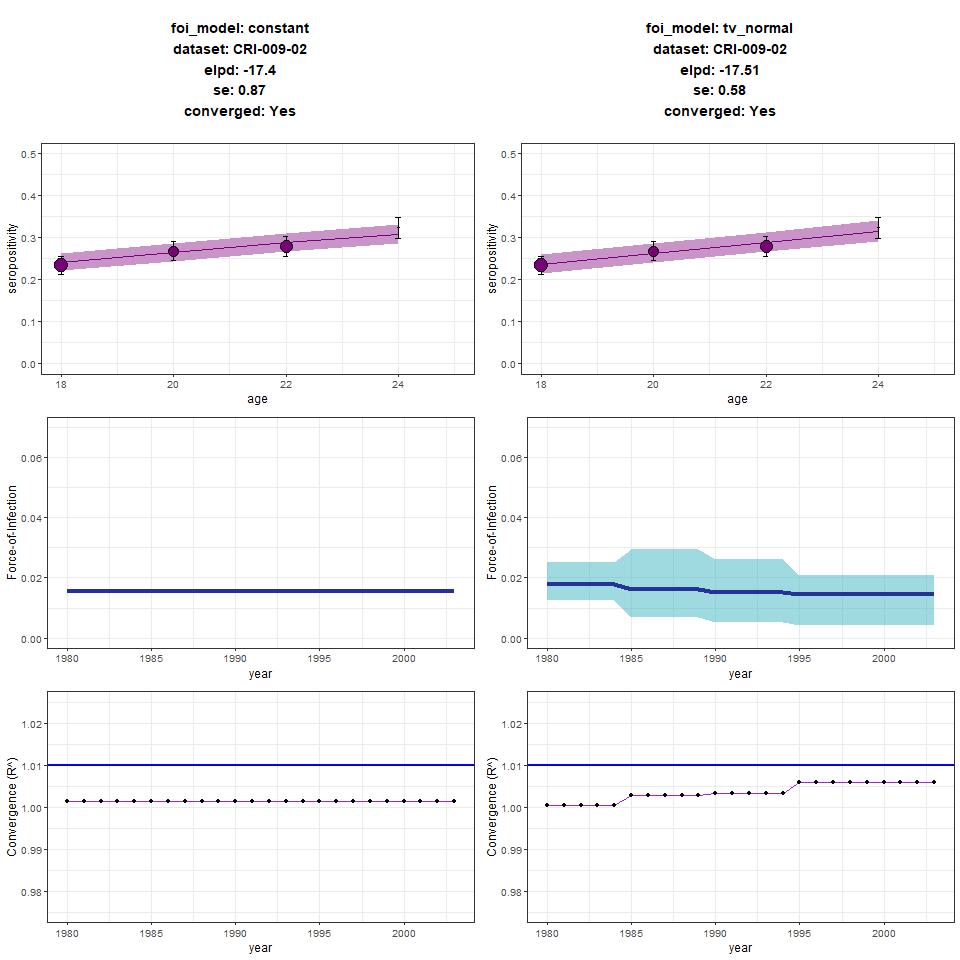 foi_model: constant
dataset: CRI-009-02
elpd: -17.4
se: 0.87
converged: Yes
foi_model: tv_normal
dataset: CRI-009-02
elpd: -17.51
se: 0.58
converged: Yes
seropositivity
0.5
0.4
0.3
0.2
0.1
0.0
18 20 22 24
age
seropositivity
0.5
0.4
0.3
0.2
0.1
0.0
18 20 22 24
age
Force-of-Infection
0.06
0.04
0.02
0.00
1980 1985 1990 1995 2000
year
Force-of-Infection
0.06
0.04
0.02
0.00
1980 1985 1990 1995 2000
year
Convergence (R^)
1.02
1.01
1.00
0.99
0.98
1980 1985 1990 1995 2000
year
Convergence (R^)
1.02
1.01
1.00
0.99
0.98
1980 1985 1990 1995 2000
year